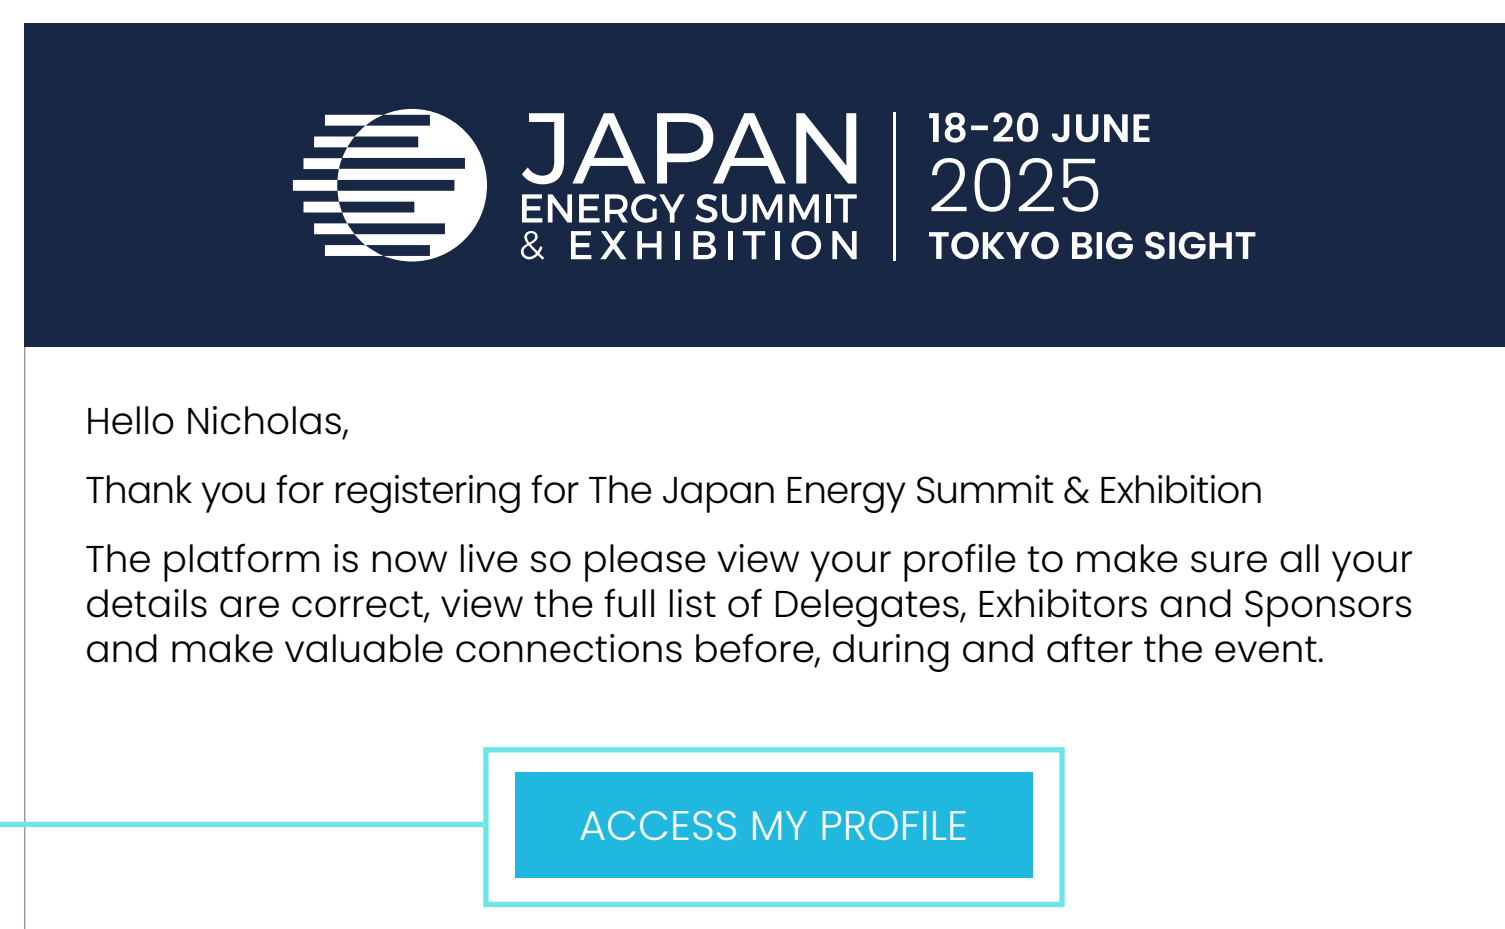 JAPAN
ENERGY SUMMIT
& EXHIBITION
18-20 JUNE
2025
TOKYO BIG SIGHT
Hello Nicholas,
Thank you for registering for The Japan Energy Summit & Exhibition
The platform is now live so please view your profile to make sure all your
details are correct, view the full list of Delegates, Exhibitors and Sponsors
and make valuable connections before, during and after the event.
ACCESS MY PROFILE